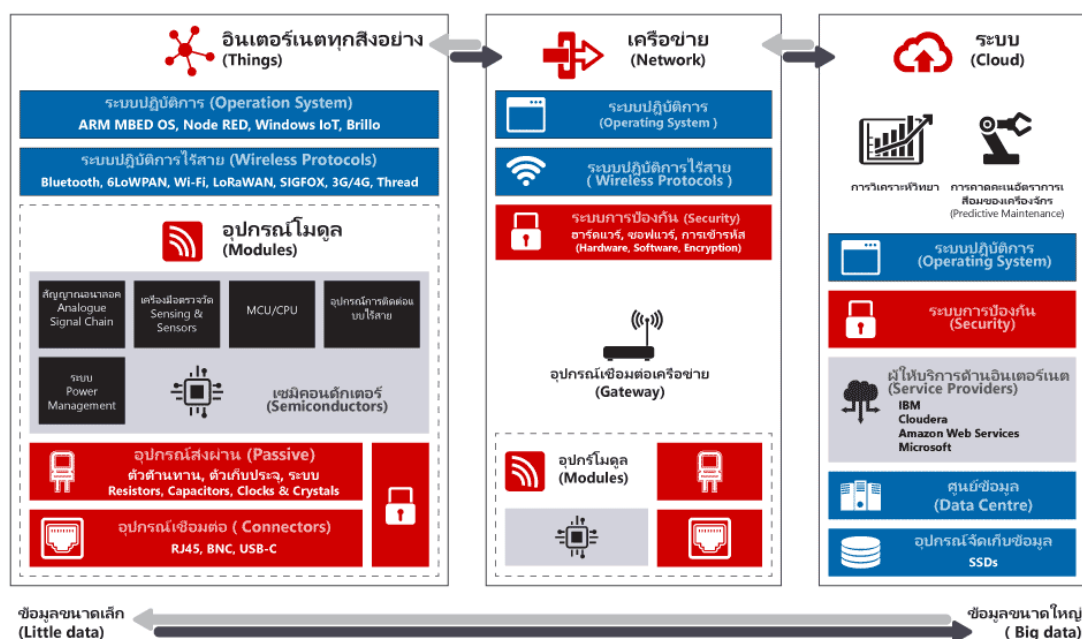 อินเตอร์เนตทุกสิ่งอย่าง
(Things)
ระบบปฎิบัติการ (Operation System)
ARM MBED OS, Node RED, Windows IoT, Brillo
ระบบปฎิบัติการไร้สาย (Wireless Protocols)
Bluetooth, 6LoWPAN, Wi-Fi, LoRaWAN, SIGFOX, 3G/4G, Thread
อุปกรณ์โมดูล
(Modules)
สัญญาณอนาลอค
Analogue
Signal Chain
เครื่องมือตรวจวัด
Sensing &
Sensors
MCU/CPU
อุปกรณ์การติดต่อแ
บบไร้สาย
ระบบ
Power
Management
เซมิคอนดักเตอร์
(Semiconductors)
อุปกรณ์ส่งผ่าน (Passive)
ตัวต้านทาน, ตัวเก็บประจุ, ระบบ
Resistors, Capacitors, Clocks & Crystals
อุปกรณ์เชื่อมต่อ ( Connectors)
RJ45, BNC, USB-C
เครือข่าย
(Network)
ระบบปฎิบัติการ
(Operating System )
ระบบปฎิบัติการไร้สาย
( Wireless Protocols )
ระบบการป้องกัน (Security)
ฮาร์ดแวร์, ซอฟแวร์, การเข้ารหัส
(Hardware, Software, Encryption)
อุปกรณ์เชื่อมต่อเครือข่าย
(Gateway)
อุปกร์โมดูล
(Modules)
ระบบ
(Cloud)
การวิเคราะห์วิทยา
การคาดคะเนอัตราการเ
สื่อมของเครื่องจักร
(Predictive Maintenance)
ระบบปฎิบัติการ
(Operating System)
ระบบการป้องกัน
(Security)
ผู้ให้บริการด้านอินเตอร์เนต
(Service Providers)
IBM
Cloudera
Amazon Web Services
Microsoft
ศูนย์ข้อมูล
(Data Centre)
อุปกรณ์จัดเก็บข้อมูล
SSDs
ข้อมูลขนาดเล็ก
(Little data)
ข้อมูลขนาดใหญ่
( Big data)